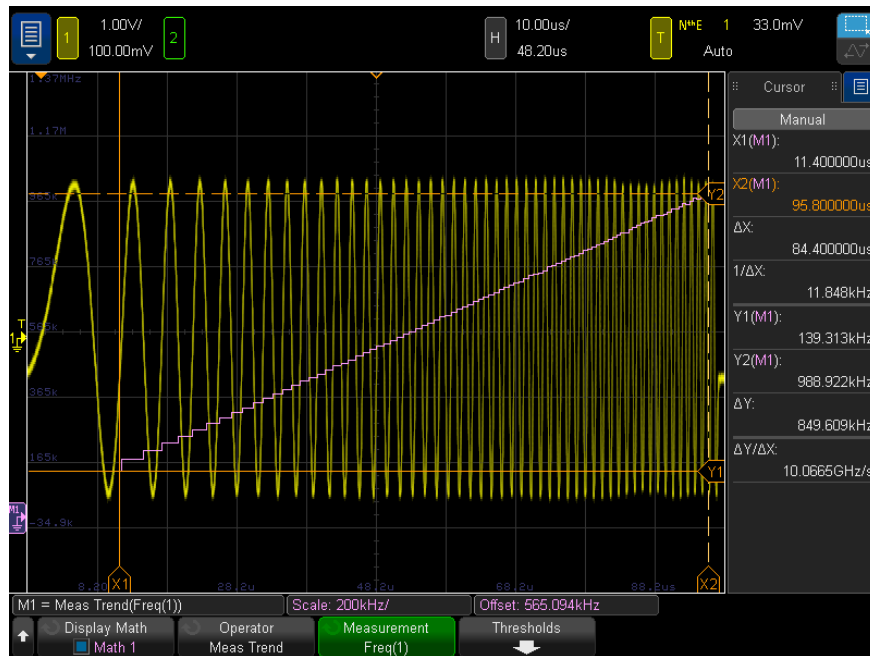 1 1.00V/ 2 H 10.00us/ T NthE 1 33.0mV
100.00mV 48.20us Auto
1.37MHz
1.17M
965k
765k
565k
365k
165k
-34.9k
T
1
M1
Y2
Y1
8.20 X1 28.2u 48.2u 68.2u 88.2us X2
Cursor
Manual
X1(M1):
11.400000us
X2(M1):
95.800000us
ΔX:
84.400000us
1/ΔX:
11.848kHz
Y1(M1):
139.313kHz
Y2(M1):
988.922kHz
ΔY:
849.609kHz
ΔY/ΔX:
10.0665GHz/s
M1 = Meas Trend(Freq(1)) Scale: 200kHz/ Offset: 565.094kHz
Display Math Operator Measurement Thresholds
Math 1 Meas Trend Freq(1)